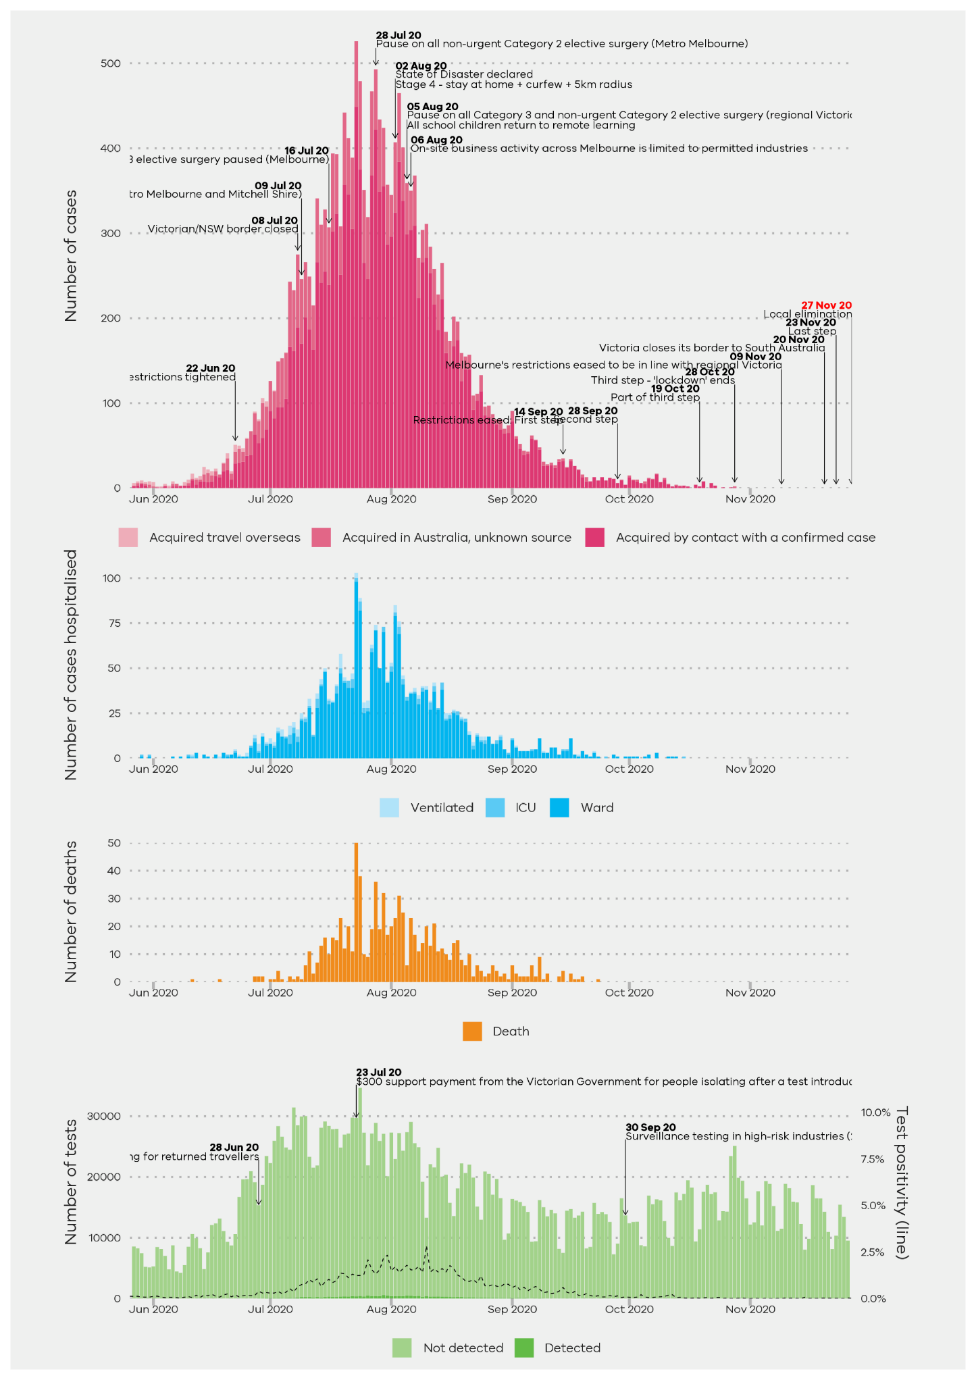 28 Jul 20
Pause on all non-urgent Category 2 elective surgery (Metro Melbourne)
500
02 Aug 20
State of Disaster declared
Stage 4 - stay at home + curfew + 5km radius
05 Aug 20
Pause on all Category 3 and non-urgent Category 2 elective surgery (regional Victoria
All school children return to remote learning
06 Aug 20
On-site business activity across Melbourne is limited to permitted industries
400
16 Jul 20
3 elective surgery paused (Melbourne)
09 Jul 20
tro Melbourne and Mitchell Shire)
08 Jul 20
Victorian/NSW border closed
300
Number of cases
27 Nov 20
Local elimination
200
23 Nov 20
Last step
20 Nov 20
Victoria closes its border to South Australia
09 Nov 20
Melbourne's restrictions eased to be in line with regional Victoria
28 Oct 20
Third step - 'lockdown' ends
22 Jun 20
estrictions tightened
19 Oct 20
Part of third step
100
14 Sep 20
Restrictions eased: First step
28 Sep 20
Second step
0
Jun 2020 Jul 2020 Aug 2020 Sep 2020 Oct 2020 Nov 2020
Acquired travel overseas Acquired in Australia, unknown source Acquired by contact with a confirmed case
Number of cases hospitalised
100
75
50
25
0
Jun 2020 Jul 2020 Aug 2020 Sep 2020 Oct 2020 Nov 2020
Ventilated ICU Ward
Number of deaths
50
40
30
20
10
0
Jun 2020 Jul 2020 Aug 2020 Sep 2020 Oct 2020 Nov 2020
Death
23 Jul 20
$300 support payment from the Victorian Government for people isolating after a test introduc
30 Sep 20
Surveillance testing in high-risk industries (
28 Jun 20
ng for returned travellers
Number of tests
30000
20000
10000
0
10.0%
7.5%
5.0%
2.5%
0.0%
Test positivity (line)
Jun 2020 Jul 2020 Aug 2020 Sep 2020 Oct 2020 Nov 2020
Not detected Detected